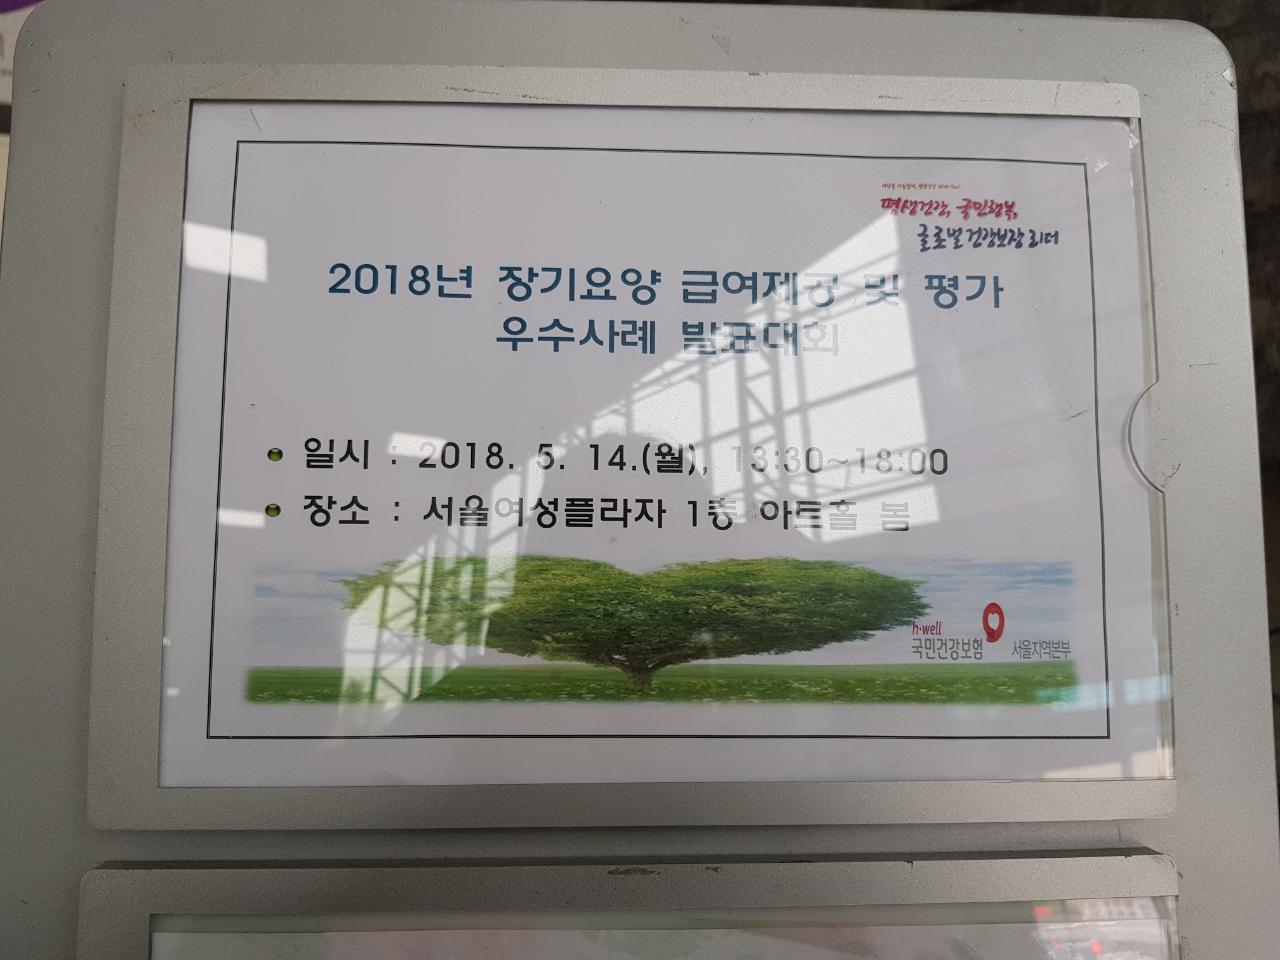 평생건강, 국민행복,
글로벌 건강보장 리더
2018년 장기요양 급여제공 및 평가
우수사례 발표대회
일시 : 2018. 5. 14.(월), 13:30~18:00
장소 : 서울여성플라자 1층 아트홀 봄
h·well
국민건강보험 서울지역본부